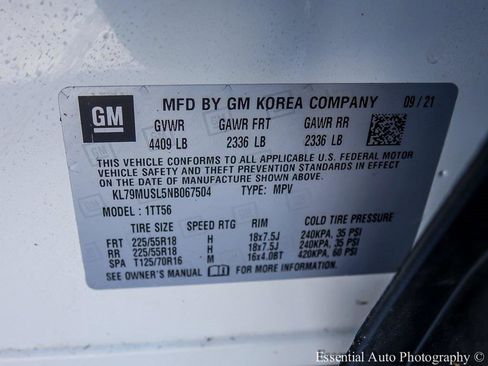 GM
MFD BY GM KOREA COMPANY 09/21
GVWR GAWR FRT GAWR RR
4409 LB 2336 LB 2336 LB
THIS VEHICLE CONFORMS TO ALL APPLICABLE U.S. FEDERAL MOTOR
VEHICLE SAFETY AND THEFT PREVENTION STANDARDS IN EFFECT
ON THE DATE OF MANUFACTURE SHOWN ABOVE.
KL79MUSL5NB067504 TYPE: MPV
MODEL: 1TT56
TIRE SIZE SPEED RTG RIM COLD TIRE PRESSURE
FRT 225/55R18 H 18x7.5J 240KPA, 35 PSI
RR 225/55R18 H 18x7.5J 240KPA, 35 PSI
SPA T125/70R16 M 16x4.0BT 420KPA, 60 PSI
SEE OWNER'S MANUAL FOR MORE INFORMATION.
Essential Auto Photography ©